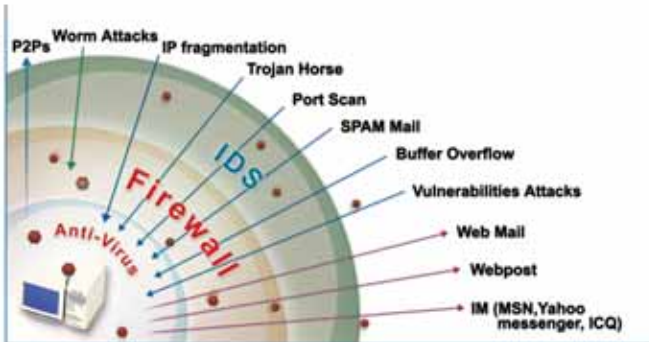 P2Ps
Worm Attacks
IP fragmentation
Trojan Horse
Port Scan
SPAM Mail
Buffer Overflow
Vulnerabilities Attacks
Web Mail
Webpost
IM (MSN,Yahoo
messenger, ICQ)
IDS
Firewall
Anti-Virus